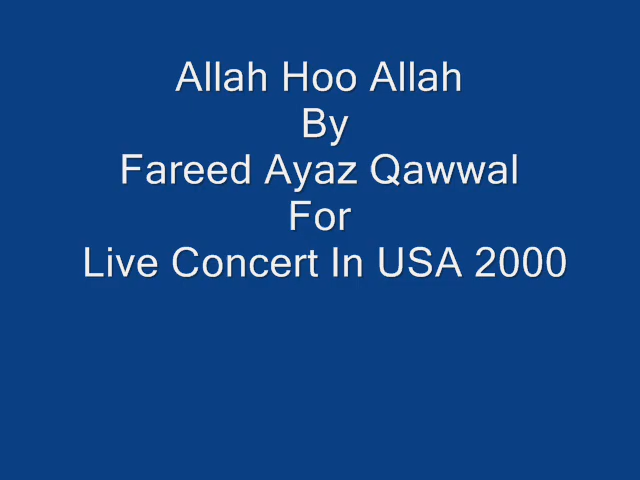 Allah Hoo Allah
By
Fareed Ayaz Qawwal
For
Live Concert In USA 2000